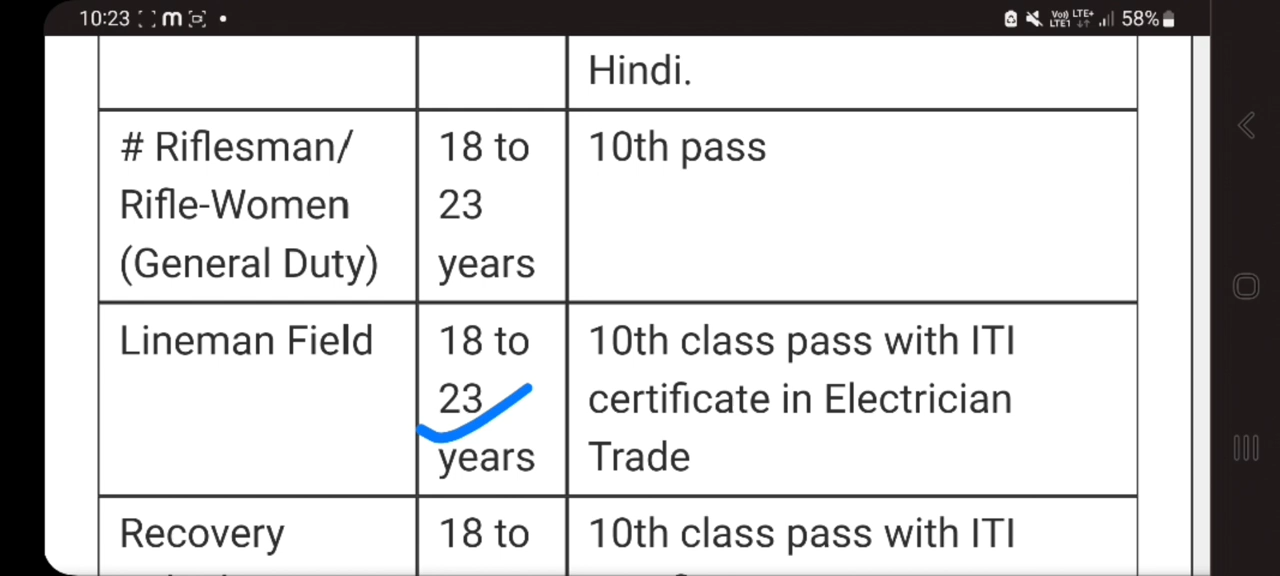 10:23
58%
Hindi.
# Riflesman/
Rifle-Women
(General Duty)
18 to
23
years
10th pass
Lineman Field
18 to
23
years
10th class pass with ITI
certificate in Electrician
Trade
Recovery
18 to
10th class pass with ITI